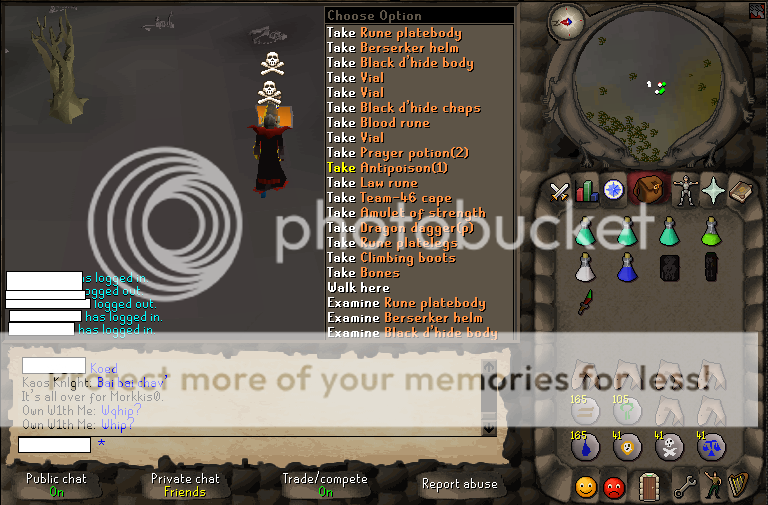 Choose Option
Take Rune platebody
Take Berserker helm
Take Black d'hide body
Take Vial
Take Vial
Take Black d'hide chaps
Take Blood rune
Take Vial
Take Prayer potion(2)
Take Antipoison(1)
Take Law rune
Take Team-46 cape
Take Amulet of strength
Take Dragon dagger(p)
Take Rune platelegs
Take Climbing boots
Take Bones
Walk here
Examine Rune platebody
Examine Berserker helm
Examine Black d'hide body
photobucket
has logged in.
logged out.
logged out.
has logged in.
has logged in.
Protect more of your memories for less!
Kaos Knight:
It's all over for Morkkis0.
Own W1th Me: Wqhip?
Own W1th Me: Whip?
*
165
105
165
41
41
41
Public chat
On
Private chat
Friends
Trade/compete
On
Report abuse